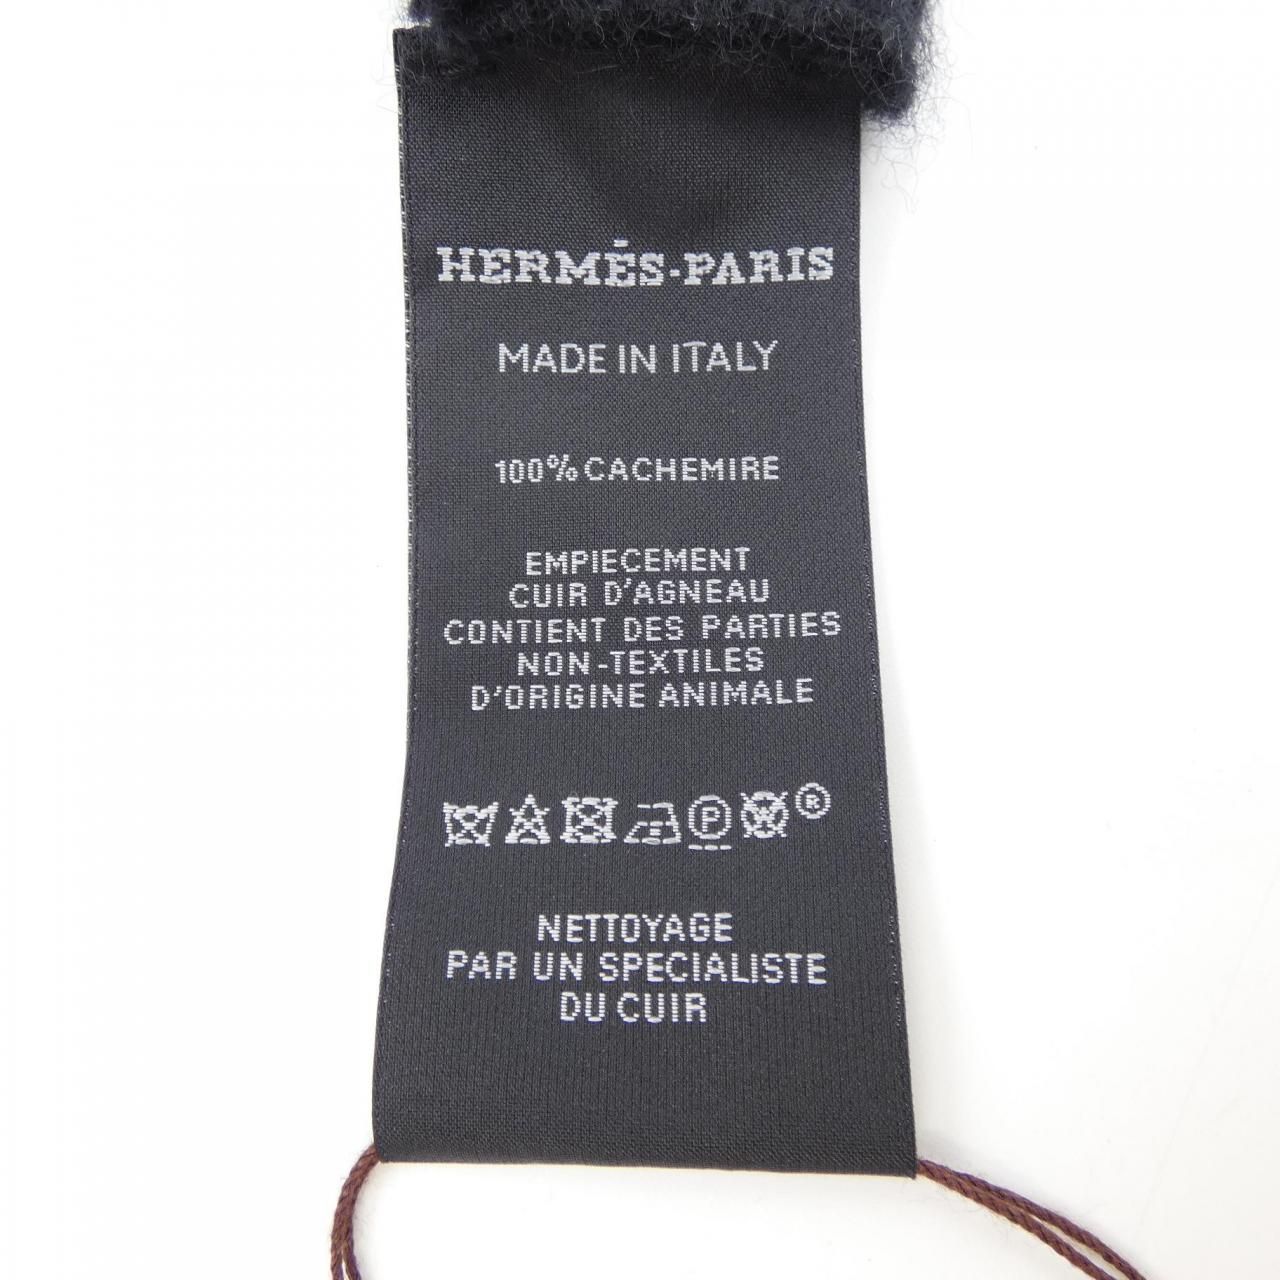 HERMÈS-PARIS
MADE IN ITALY
100% CACHEMIRE
EMPIECEMENT
CUIR D'AGNEAU
CONTIENT DES PARTIES
NON-TEXTILES
D'ORIGINE ANIMALE
P W ®
NETTOYAGE
PAR UN SPECIALISTE
DU CUIR